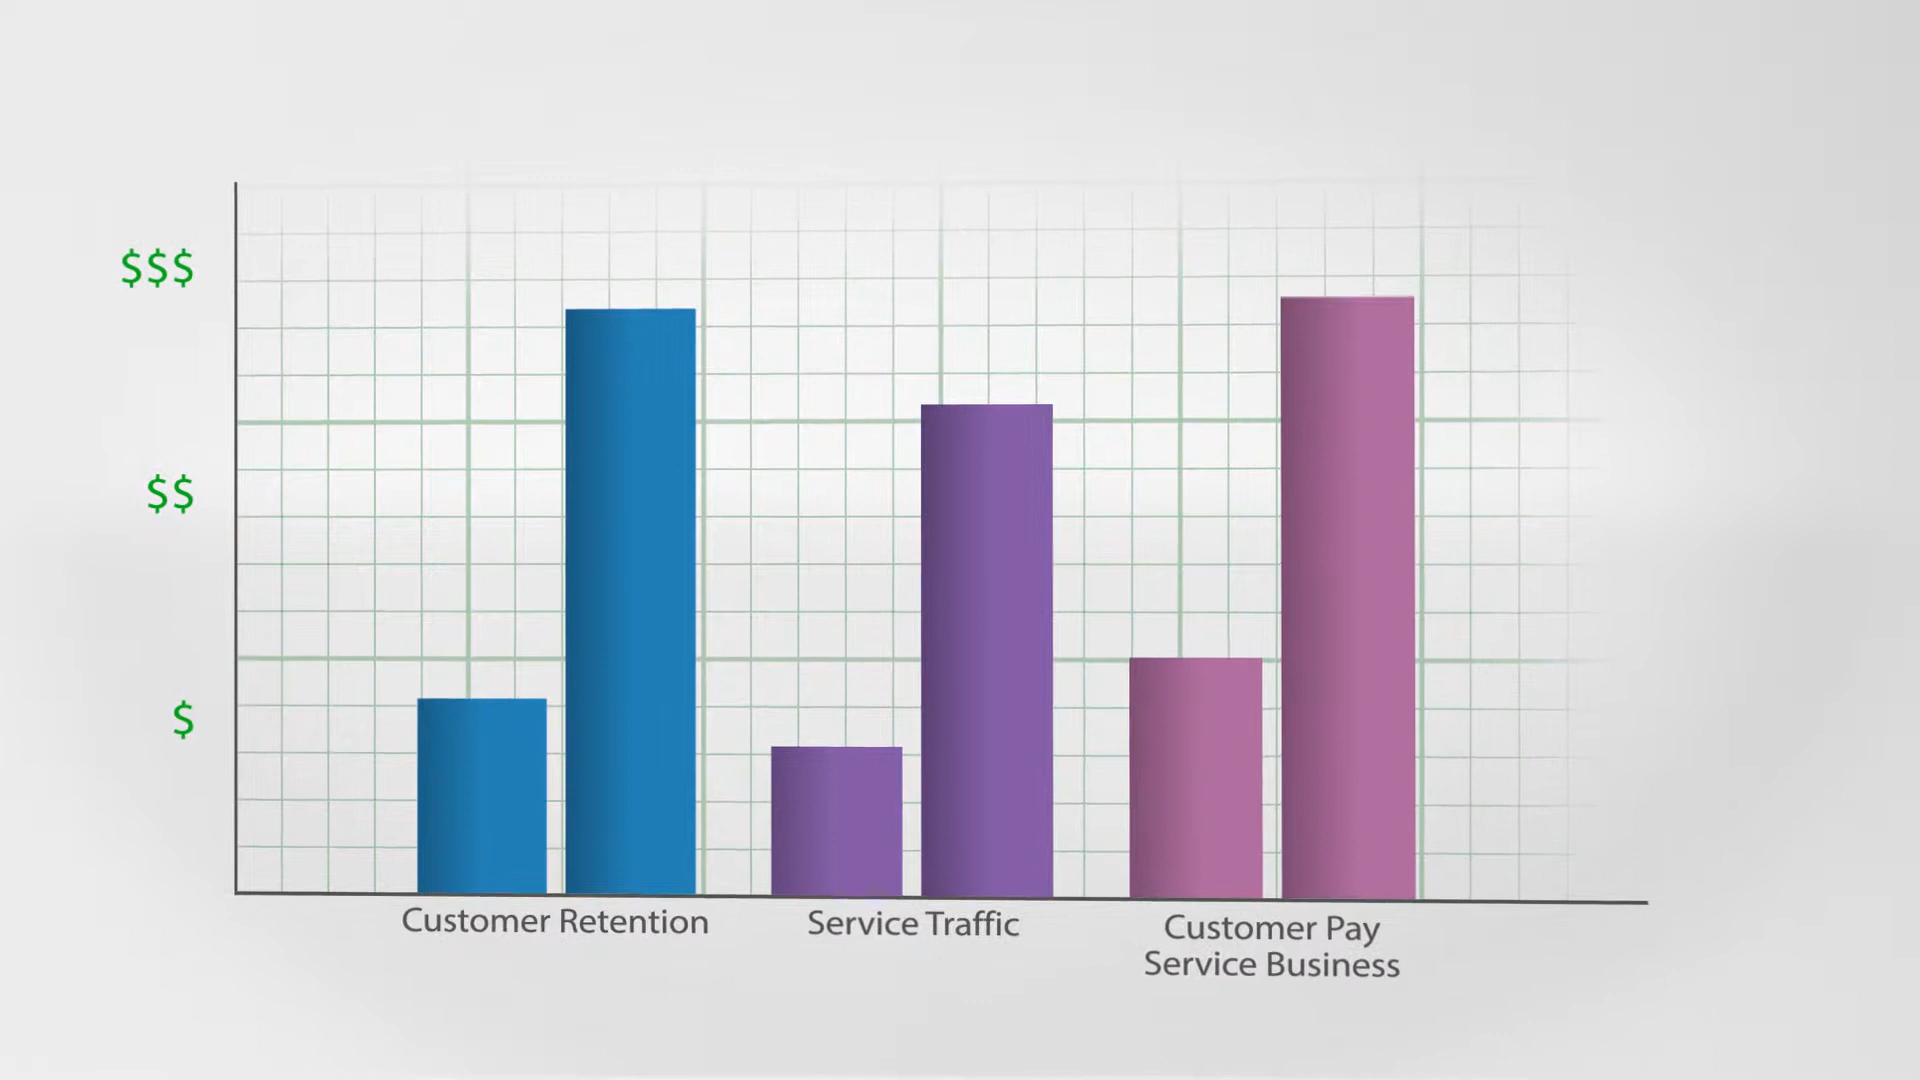 $$$
$$
$
Customer Retention
Service Traffic
Customer Pay
Service Business